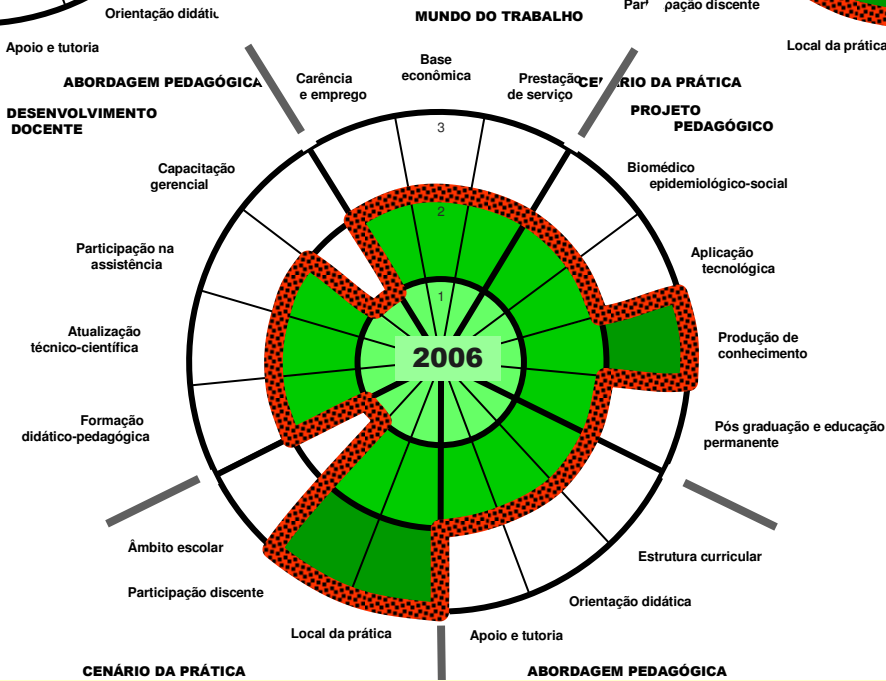 Orientação didátic
MUNDO DO TRABALHO
pação discente
Apoio e tutoria
Local da prática
ABORDAGEM PEDAGÓGICA
Carência
e emprego
Base
econômica
Prestação
de serviço
RIO DA PRÁTICA
DESENVOLVIMENTO
DOCENTE
PROJETO
PEDAGÓGICO
3
Capacitação
gerencial
Biomédico
epidemiológico-social
2
Participação na
assistência
Aplicação
tecnológica
1
Atualização
técnico-científica
2006
Produção de
conhecimento
Formação
didático-pedagógica
Pós graduação e educação
permanente
Âmbito escolar
Estrutura curricular
Participação discente
Orientação didática
Local da prática
Apoio e tutoria
CENÁRIO DA PRÁTICA
ABORDAGEM PEDAGÓGICA